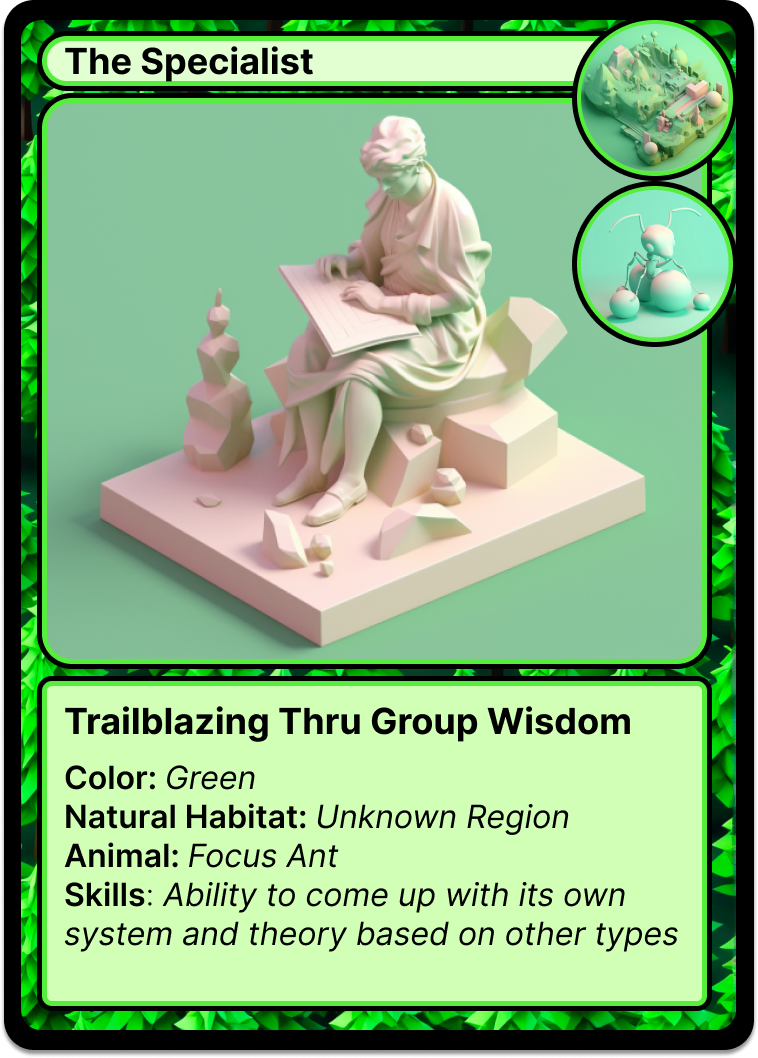 The Specialist
Trailblazing Thru Group Wisdom
Color: Green
Natural Habitat: Unknown Region
Animal: Focus Ant
Skills: Ability to come up with its own
system and theory based on other types